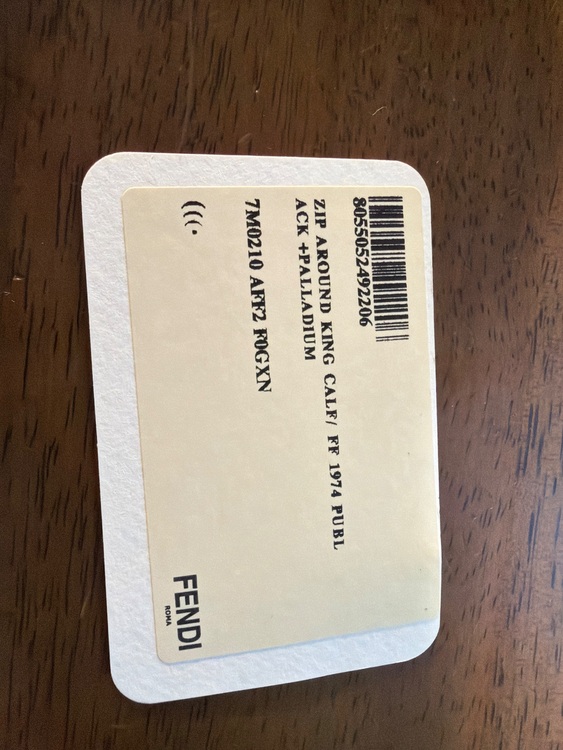 8055052492206
ZIP AROUND KING CALF/ FF 1974 PUBL
ACK +PALLADIUM
7M0210 AFF2 F0GXN
FENDI
ROMA